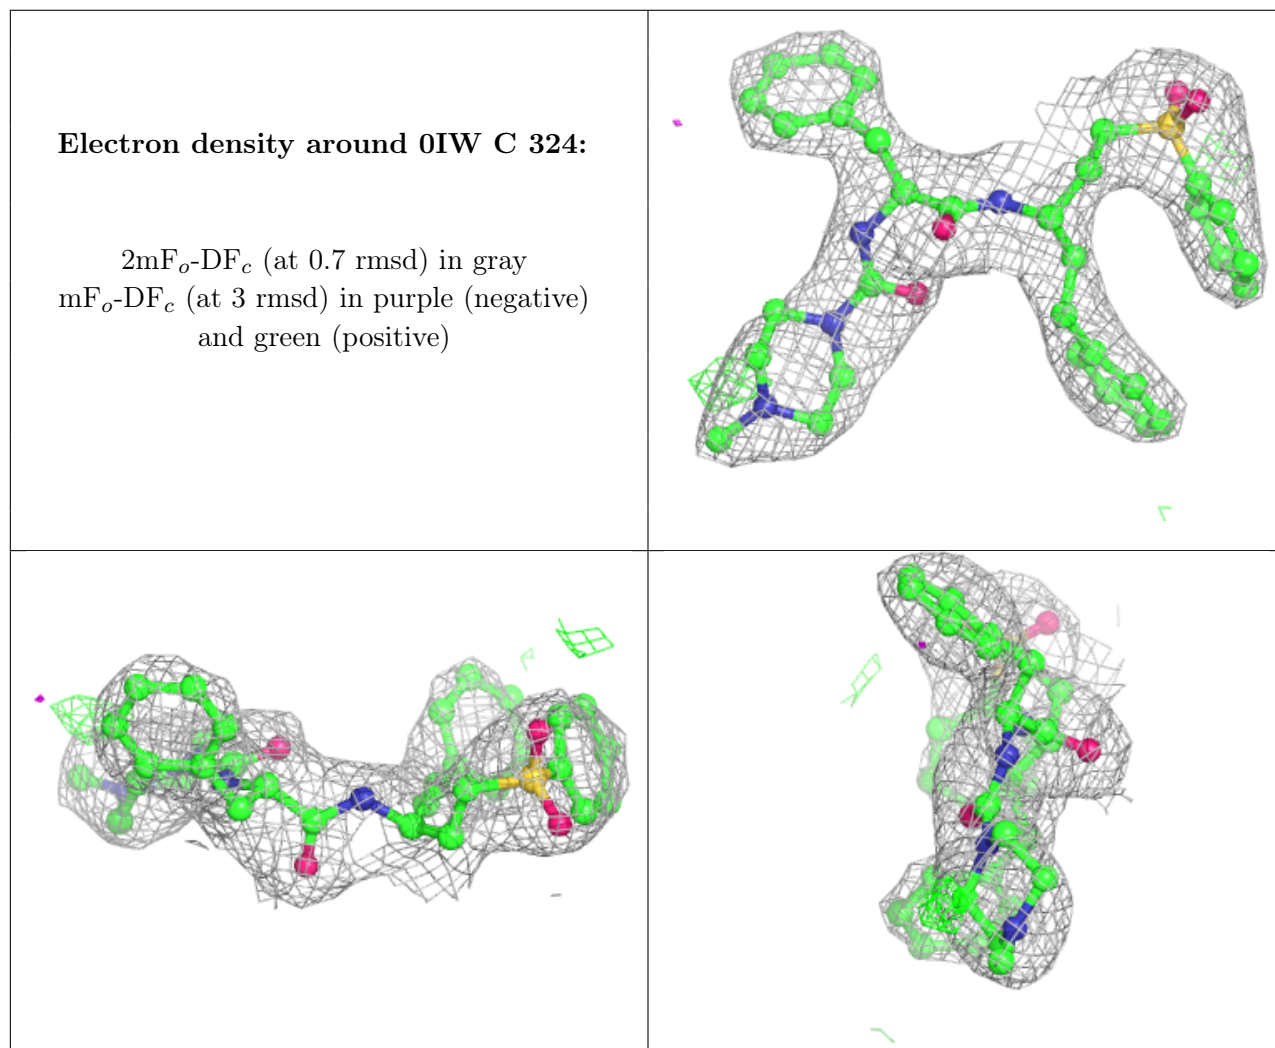 Electron density around 0IW C 324:
2mFo-DFc (at 0.7 rmsd) in gray
mFo-DFc (at 3 rmsd) in purple (negative)
and green (positive)